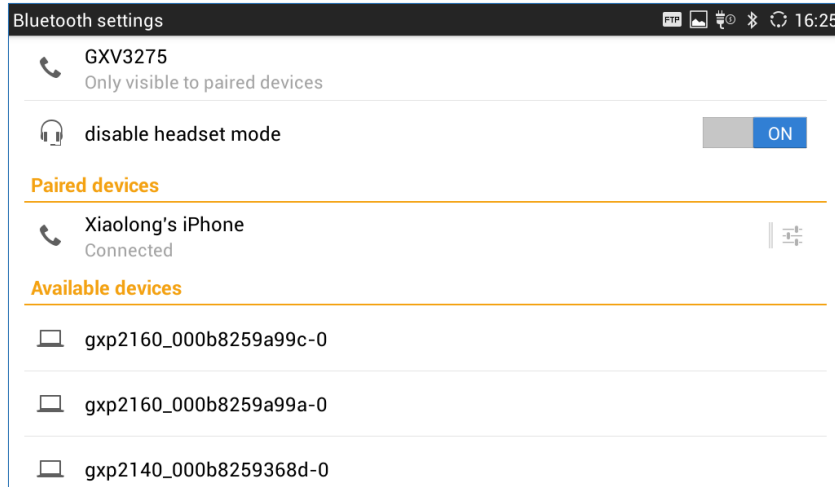 Bluetooth settings
FTP
16:25
GXV3275
Only visible to paired devices
disable headset mode
ON
Paired devices
Xiaolong's iPhone
Connected
Available devices
gxp2160_000b8259a99c-0
gxp2160_000b8259a99a-0
gxp2140_000b8259368d-0